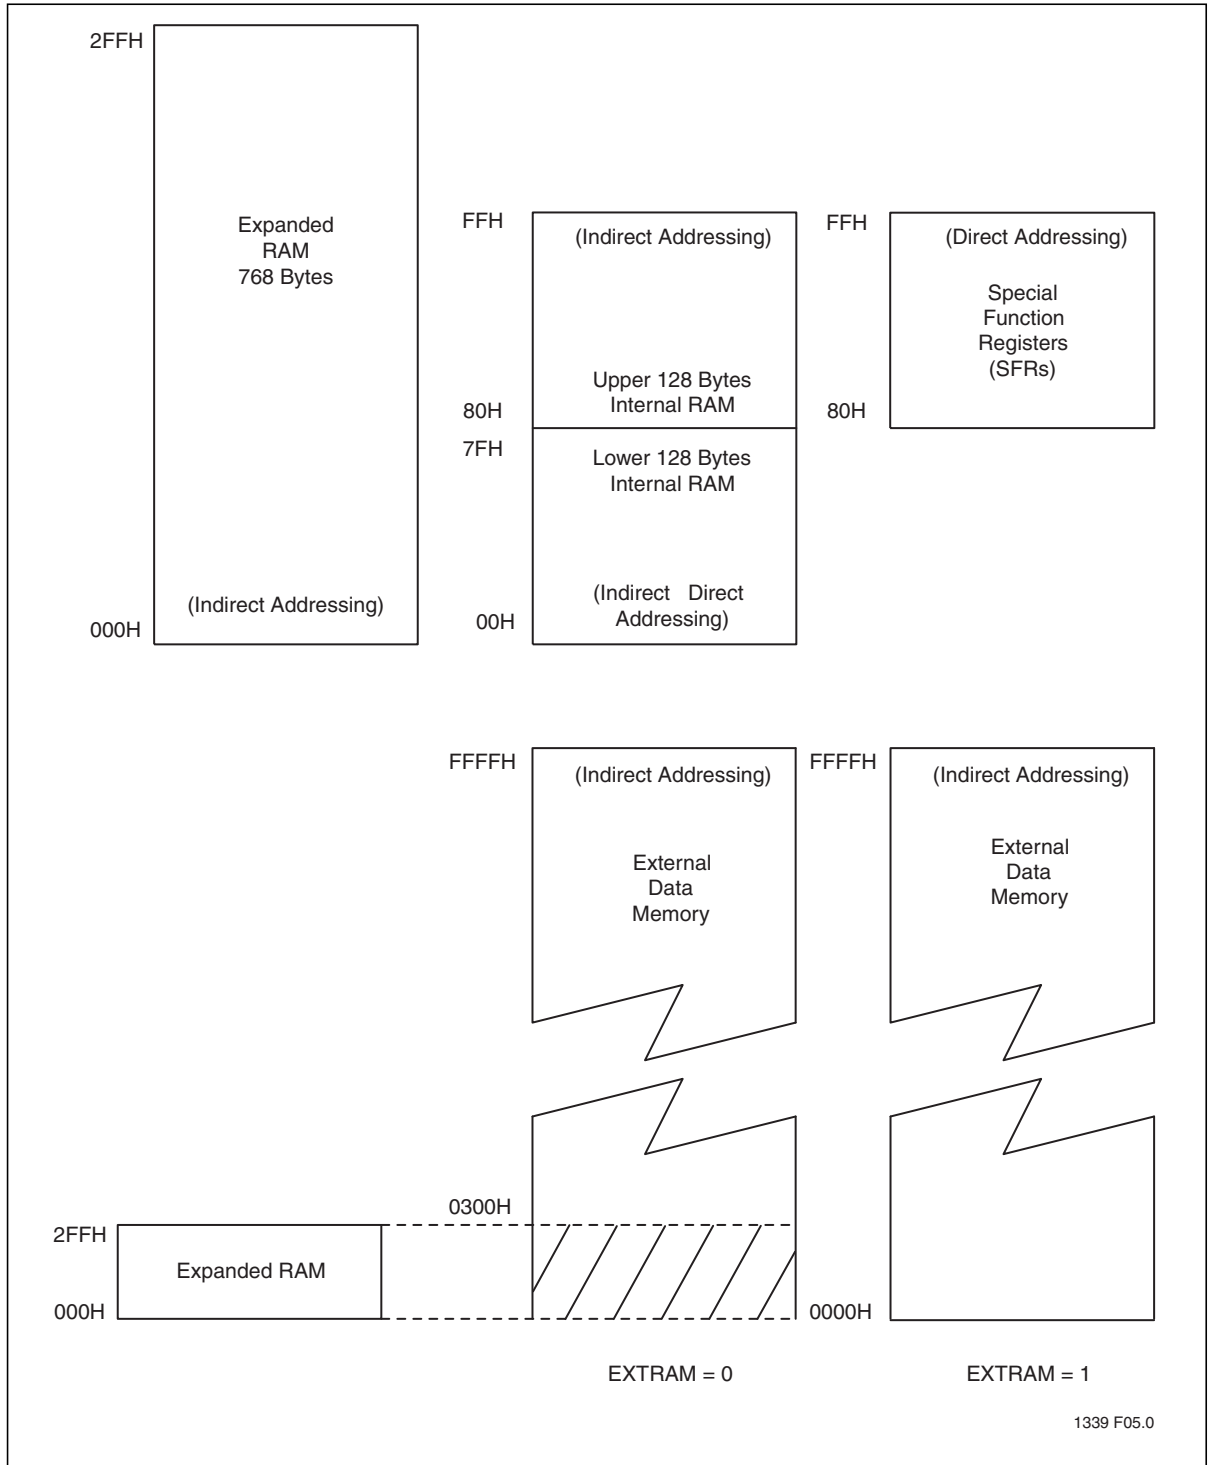 2FFH
Expanded
RAM
768 Bytes
(Indirect Addressing)
000H
FFH
(Indirect Addressing)
Upper 128 Bytes
Internal RAM
80H
7FH
Lower 128 Bytes
Internal RAM
(Indirect Direct
Addressing)
00H
FFH
(Direct Addressing)
Special
Function
Registers
(SFRs)
80H
FFFFH
(Indirect Addressing)
External
Data
Memory
FFFFH
(Indirect Addressing)
External
Data
Memory
0300H
2FFH
Expanded RAM
000H
0000H
EXTRAM = 0
EXTRAM = 1
1339 F05.0